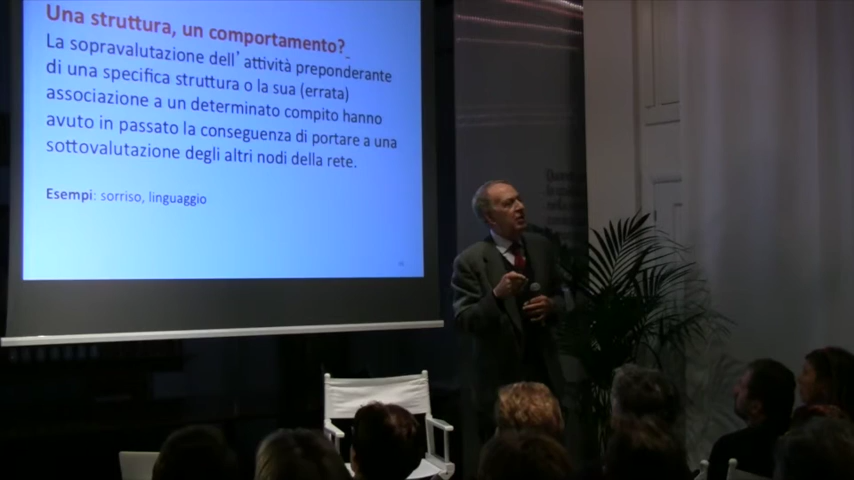 Una struttura, un comportamento?
La sopravalutazione dell'attività preponderante
di una specifica struttura o la sua (errata)
associazione a un determinato compito hanno
avuto in passato la conseguenza di portare a una
sottovalutazione degli altri nodi della rete.
Esempi: sorriso, linguaggio